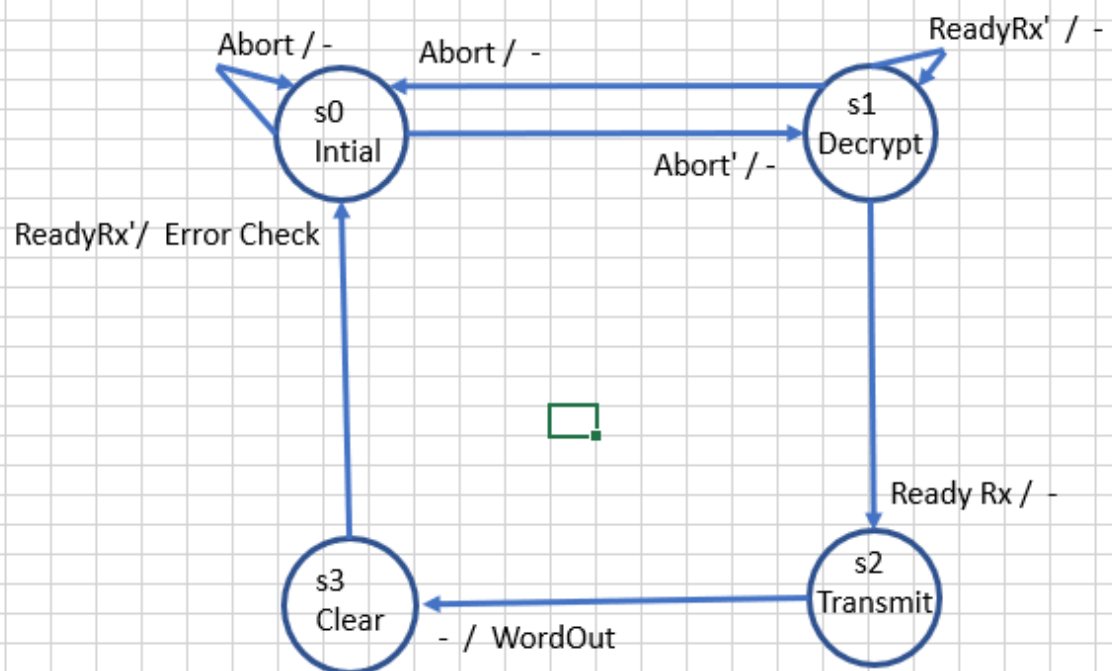 Abort / -
Abort / -
ReadyRx' / -
s0
Intial
s1
Decrypt
Abort' / -
ReadyRx'/ Error Check
Ready Rx / -
s2
Transmit
s3
Clear
- / WordOut